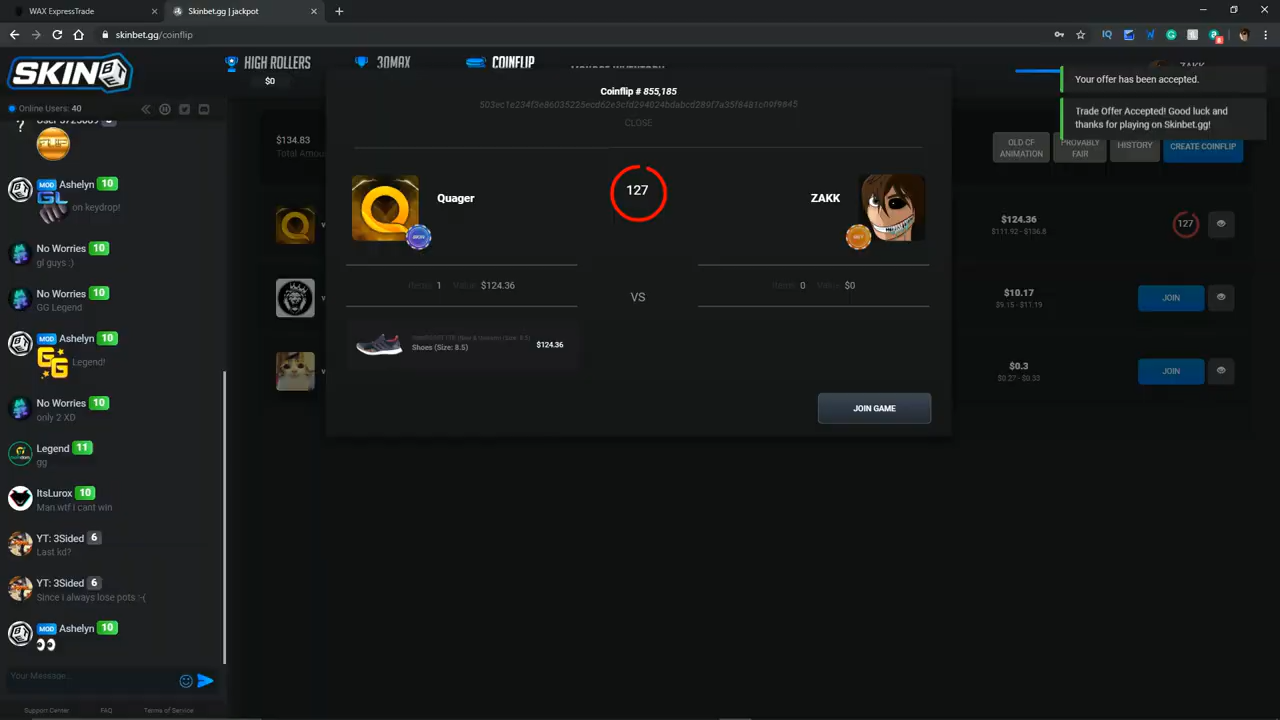 WAX ExpressTrade
Skinbet.gg | jackpot
skinbet.gg/coinflip
SKIN
HIGH ROLLERS
$0
30MAX
COINFLIP
ZAKK
Your offer has been accepted.
Trade Offer Accepted! Good luck and
thanks for playing on Skinbet.gg!
Online Users: 40
$134.83
OLD CF
ANIMATION
PROVABLY
FAIR
HISTORY
CREATE COINFLIP
Coinflip # 855,185
CLOSE
Quager
127
ZAKK
Items: 1 Value: $124.36
VS
Items: 0 Value: $0
Shoes (Size: 8.5)
$124.36
JOIN GAME
$124.36
$111.92 - $136.8
127
$10.17
$9.15 - $11.19
JOIN
$0.3
$0.27 - $0.33
JOIN
MOD Ashelyn 10
GL on keydrop!
No Worries 10
gl guys :)
No Worries 10
GG Legend
MOD Ashelyn 10
GG Legend!
No Worries 10
only 2 XD
Legend 11
gg
ItsLurox 10
Man wtf i cant win
YT: 3Sided 6
Last kd?
YT: 3Sided 6
Since i always lose pots :-(
MOD Ashelyn 10
Your Message...
Support Center
FAQ
Terms of Service